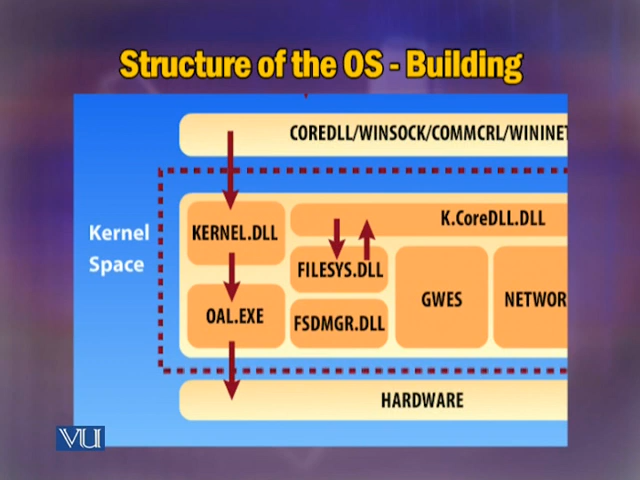 Structure of the OS - Building
COREDLL/WINSOCK/COMMCRL/WININET
Kernel
Space
KERNEL.DLL
K.CoreDLL.DLL
FILESYS.DLL
OAL.EXE
FSDMGR.DLL
GWES
NETWOR
HARDWARE
VU